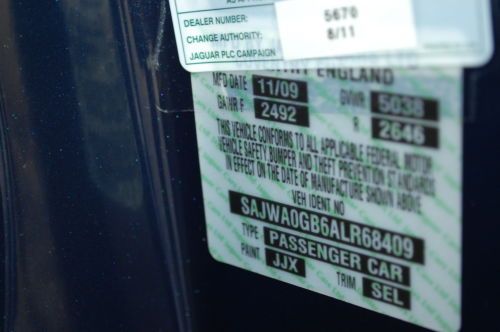 DEALER NUMBER: 5670
CHANGE AUTHORITY: 8/11
JAGUAR PLC CAMPAIGN
ENGLAND
MFD DATE 11/09 GVWR 5038
GAWR F 2492 R 2646
THIS VEHICLE CONFORMS TO ALL APPLICABLE FEDERAL MOTOR
VEHICLE SAFETY,BUMPER AND THEFT PREVENTION STANDARDS
IN EFFECT ON THE DATE OF MANUFACTURE SHOWN ABOVE
VEH IDENT NO
SAJWA0GB6ALR68409
TYPE PASSENGER CAR
PAINT JJX TRIM SEL